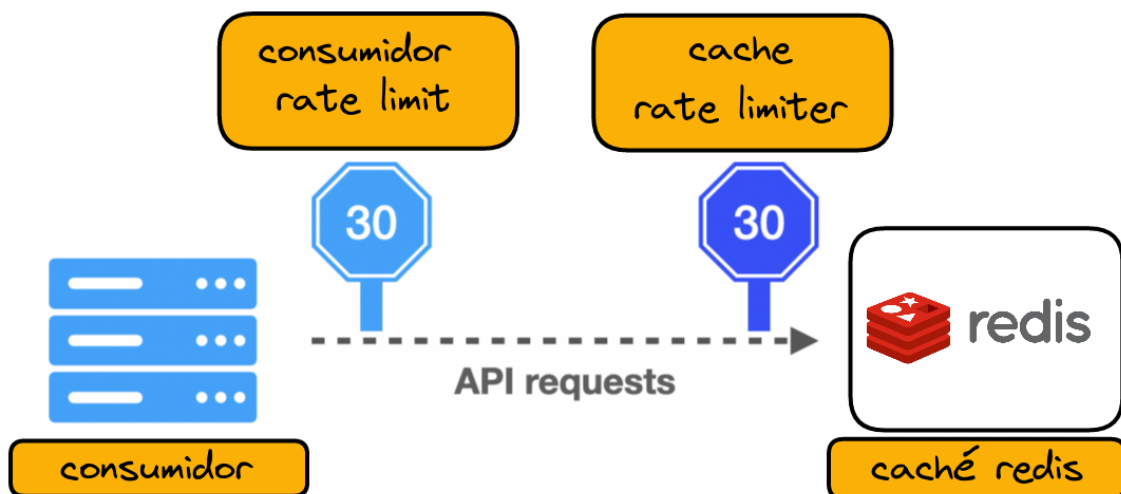 consumidor
rate limit
cache
rate limiter
30
30
redis
API requests
consumidor
caché redis